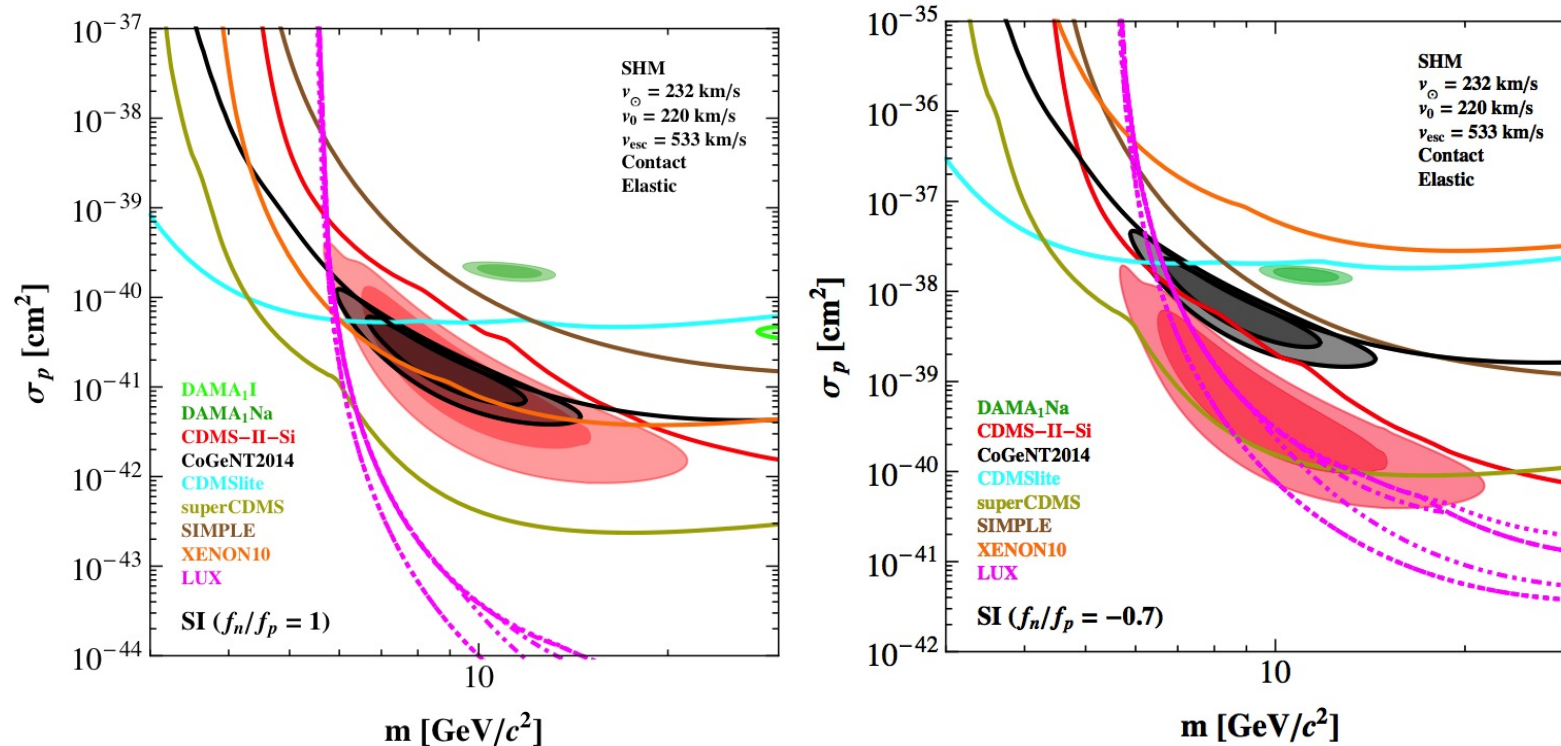 10⁻³⁷
10⁻³⁸
10⁻³⁹
10⁻⁴⁰
10⁻⁴¹
10⁻⁴²
10⁻⁴³
10⁻⁴⁴
σₚ [cm²]
SHM
v⊙ = 232 km/s
v₀ = 220 km/s
vₑₛc = 533 km/s
Contact
Elastic
DAMA₁I
DAMA₁Na
CDMS−II−Si
CoGeNT2014
CDMSlite
superCDMS
SIMPLE
XENON10
LUX
SI (fₙ/fₚ = 1)
10
m [GeV/c²]
10⁻³⁵
10⁻³⁶
10⁻³⁷
10⁻³⁸
10⁻³⁹
10⁻⁴⁰
10⁻⁴¹
10⁻⁴²
σₚ [cm²]
SHM
v⊙ = 232 km/s
v₀ = 220 km/s
vₑₛc = 533 km/s
Contact
Elastic
DAMA₁Na
CDMS−II−Si
CoGeNT2014
CDMSlite
superCDMS
SIMPLE
XENON10
LUX
SI (fₙ/fₚ = −0.7)
10
m [GeV/c²]